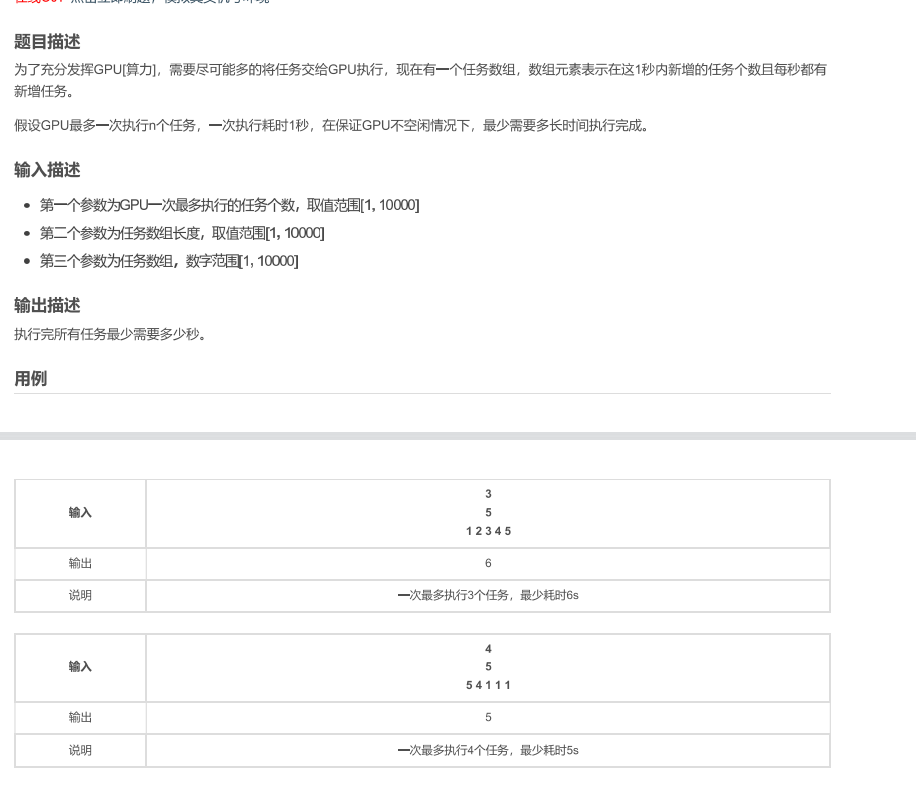 题目描述
为了充分发挥GPU[算力]，需要尽可能多的将任务交给GPU执行，现在有一个任务数组，数组元素表示在这1秒内新增的任务个数且每秒都有
新增任务。
假设GPU最多一次执行n个任务，一次执行耗时1秒，在保证GPU不空闲情况下，最少需要多长时间执行完成。
输入描述
第一个参数为GPU一次最多执行的任务个数，取值范围[1, 10000]
第二个参数为任务数组长度，取值范围[1, 10000]
第三个参数为任务数组，数字范围[1, 10000]
输出描述
执行完所有任务最少需要多少秒。
用例
输入
3
5
1 2 3 4 5
输出 6
说明 一次最多执行3个任务，最少耗时6s
输入
4
5
5 4 1 1 1
输出 5
说明 一次最多执行4个任务，最少耗时5s